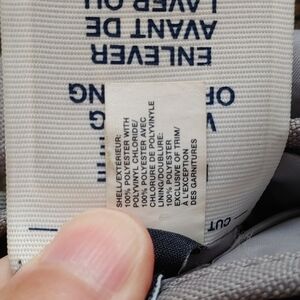 LAVER OU
AVANT DE
ENLEVER
CUT
SHELL/EXTÉRIEUR:
100% POLYESTER WITH
POLYVINYL CHLORIDE/
100% POLYESTER AVEC
CHLORURE DE POLYVINYLE
LINING/DOUBLURE:
100% POLYESTER
EXCLUSIVE OF TRIM/
À L'EXCEPTION
DES GARNITURES